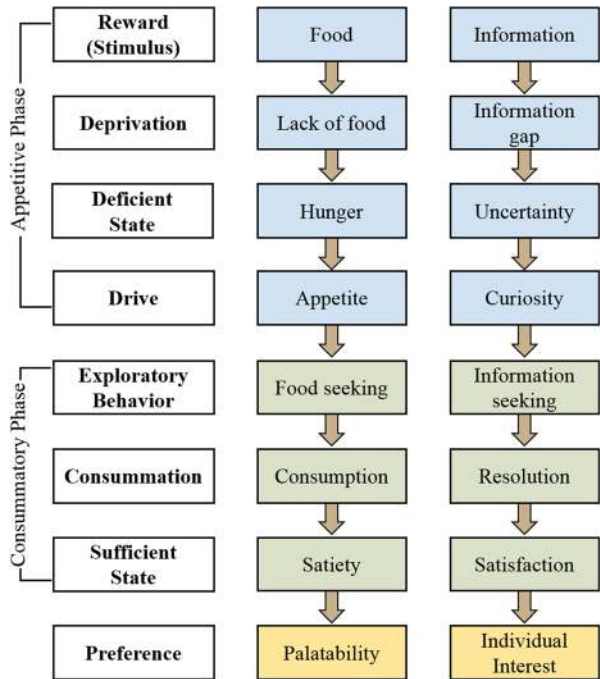 Appetitive Phase
Reward
(Stimulus)
Food
Information
Deprivation
Lack of food
Information
gap
Deficient
State
Hunger
Uncertainty
Drive
Appetite
Curiosity
Consummatory Phase
Exploratory
Behavior
Food seeking
Information
seeking
Consummation
Consumption
Resolution
Sufficient
State
Satiety
Satisfaction
Preference
Palatability
Individual
Interest